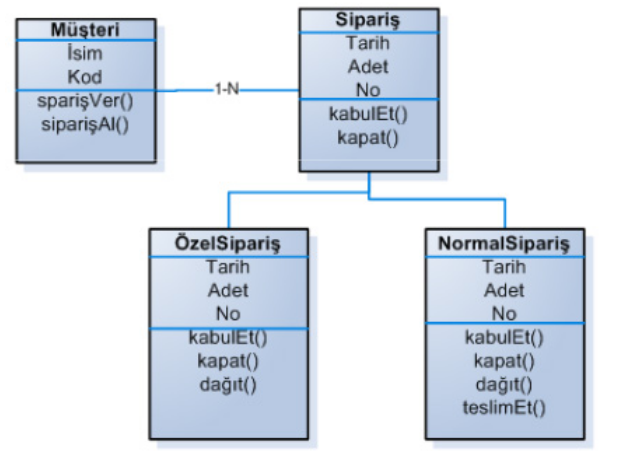 Müşteri
İsim
Kod
sparişVer()
siparişAl()
1-N
Sipariş
Tarih
Adet
No
kabulEt()
kapat()
ÖzelSipariş
Tarih
Adet
No
kabulEt()
kapat()
dağıt()
NormalSipariş
Tarih
Adet
No
kabulEt()
kapat()
dağıt()
teslimEt()